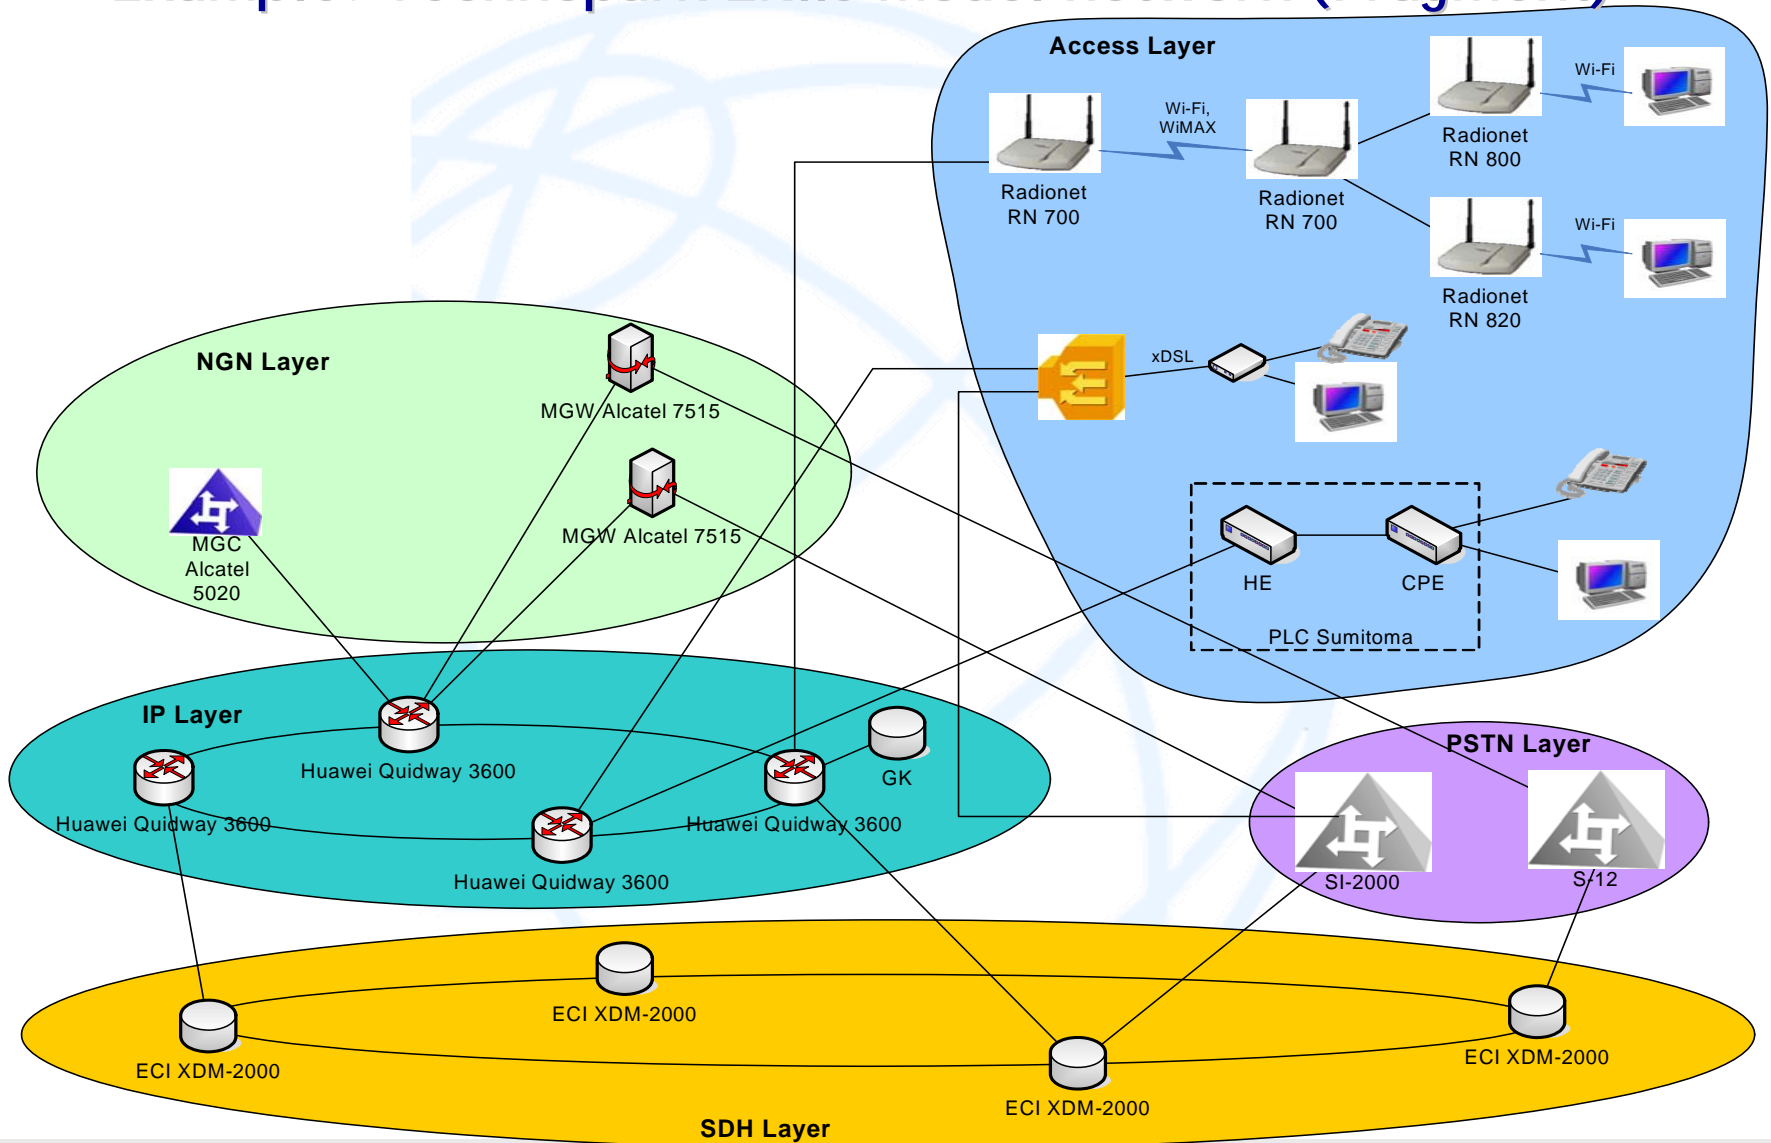 Access Layer
Wi-Fi
Wi-Fi,
WiMAX
Radionet
RN 800
Radionet
RN 700
Radionet
RN 700
Wi-Fi
Radionet
RN 820
NGN Layer
xDSL
MGW Alcatel 7515
MGW Alcatel 7515
MGC
Alcatel
5020
HE
CPE
PLC Sumitoma
IP Layer
PSTN Layer
Huawei Quidway 3600
GK
Huawei Quidway 3600
Huawei Quidway 3600
Huawei Quidway 3600
SI-2000
S-12
ECI XDM-2000
ECI XDM-2000
ECI XDM-2000
ECI XDM-2000
SDH Layer